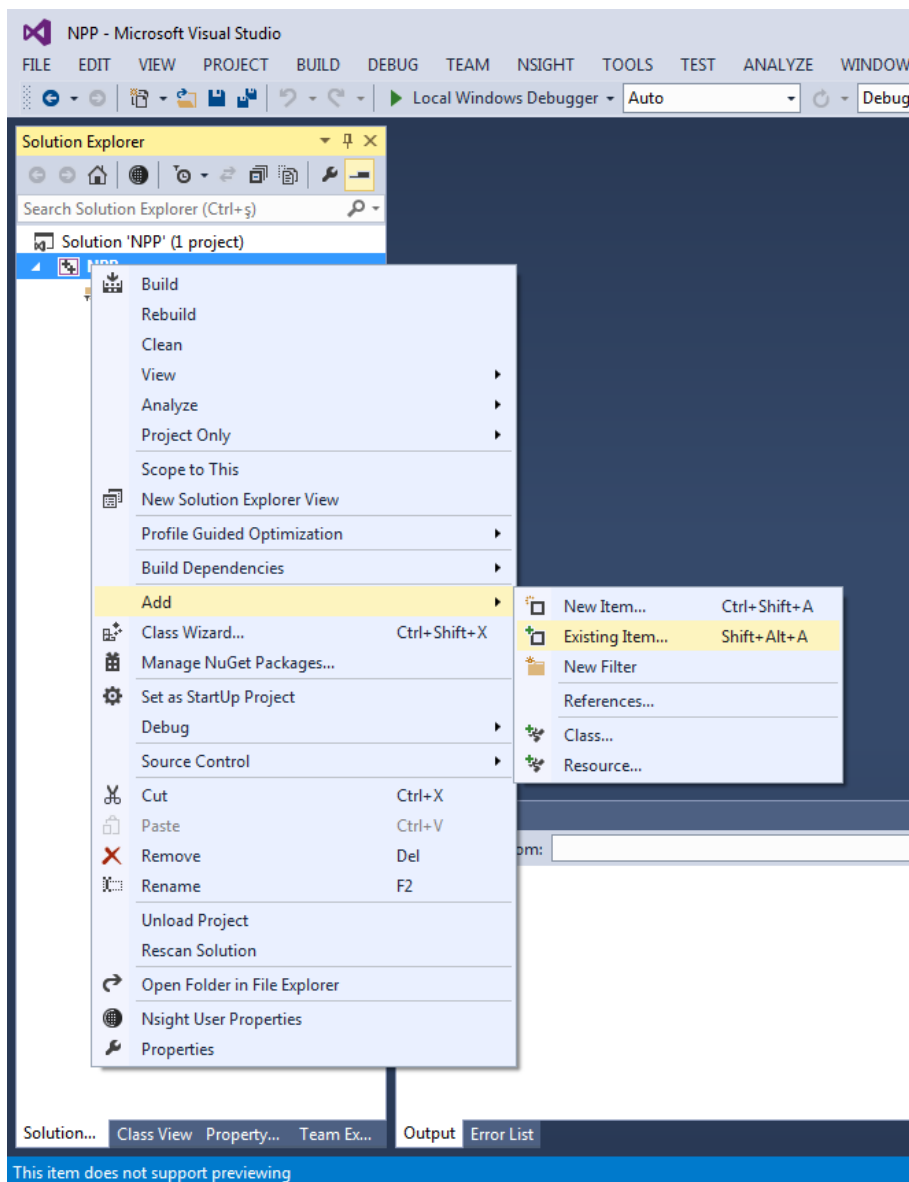 NPP - Microsoft Visual Studio
FILE EDIT VIEW PROJECT BUILD DEBUG TEAM NSIGHT TOOLS TEST ANALYZE WINDOW
Local Windows Debugger Auto Debug
Solution Explorer
Search Solution Explorer (Ctrl+ş)
Solution 'NPP' (1 project)
NPP
Build
Rebuild
Clean
View
Analyze
Project Only
Scope to This
New Solution Explorer View
Profile Guided Optimization
Build Dependencies
Add
Class Wizard... Ctrl+Shift+X
Manage NuGet Packages...
Set as StartUp Project
Debug
Source Control
Cut Ctrl+X
Paste Ctrl+V
Remove Del
Rename F2
Unload Project
Rescan Solution
Open Folder in File Explorer
Nsight User Properties
Properties
New Item... Ctrl+Shift+A
Existing Item... Shift+Alt+A
New Filter
References...
Class...
Resource...
om:
Solution... Class View Property... Team Ex... Output Error List
This item does not support previewing